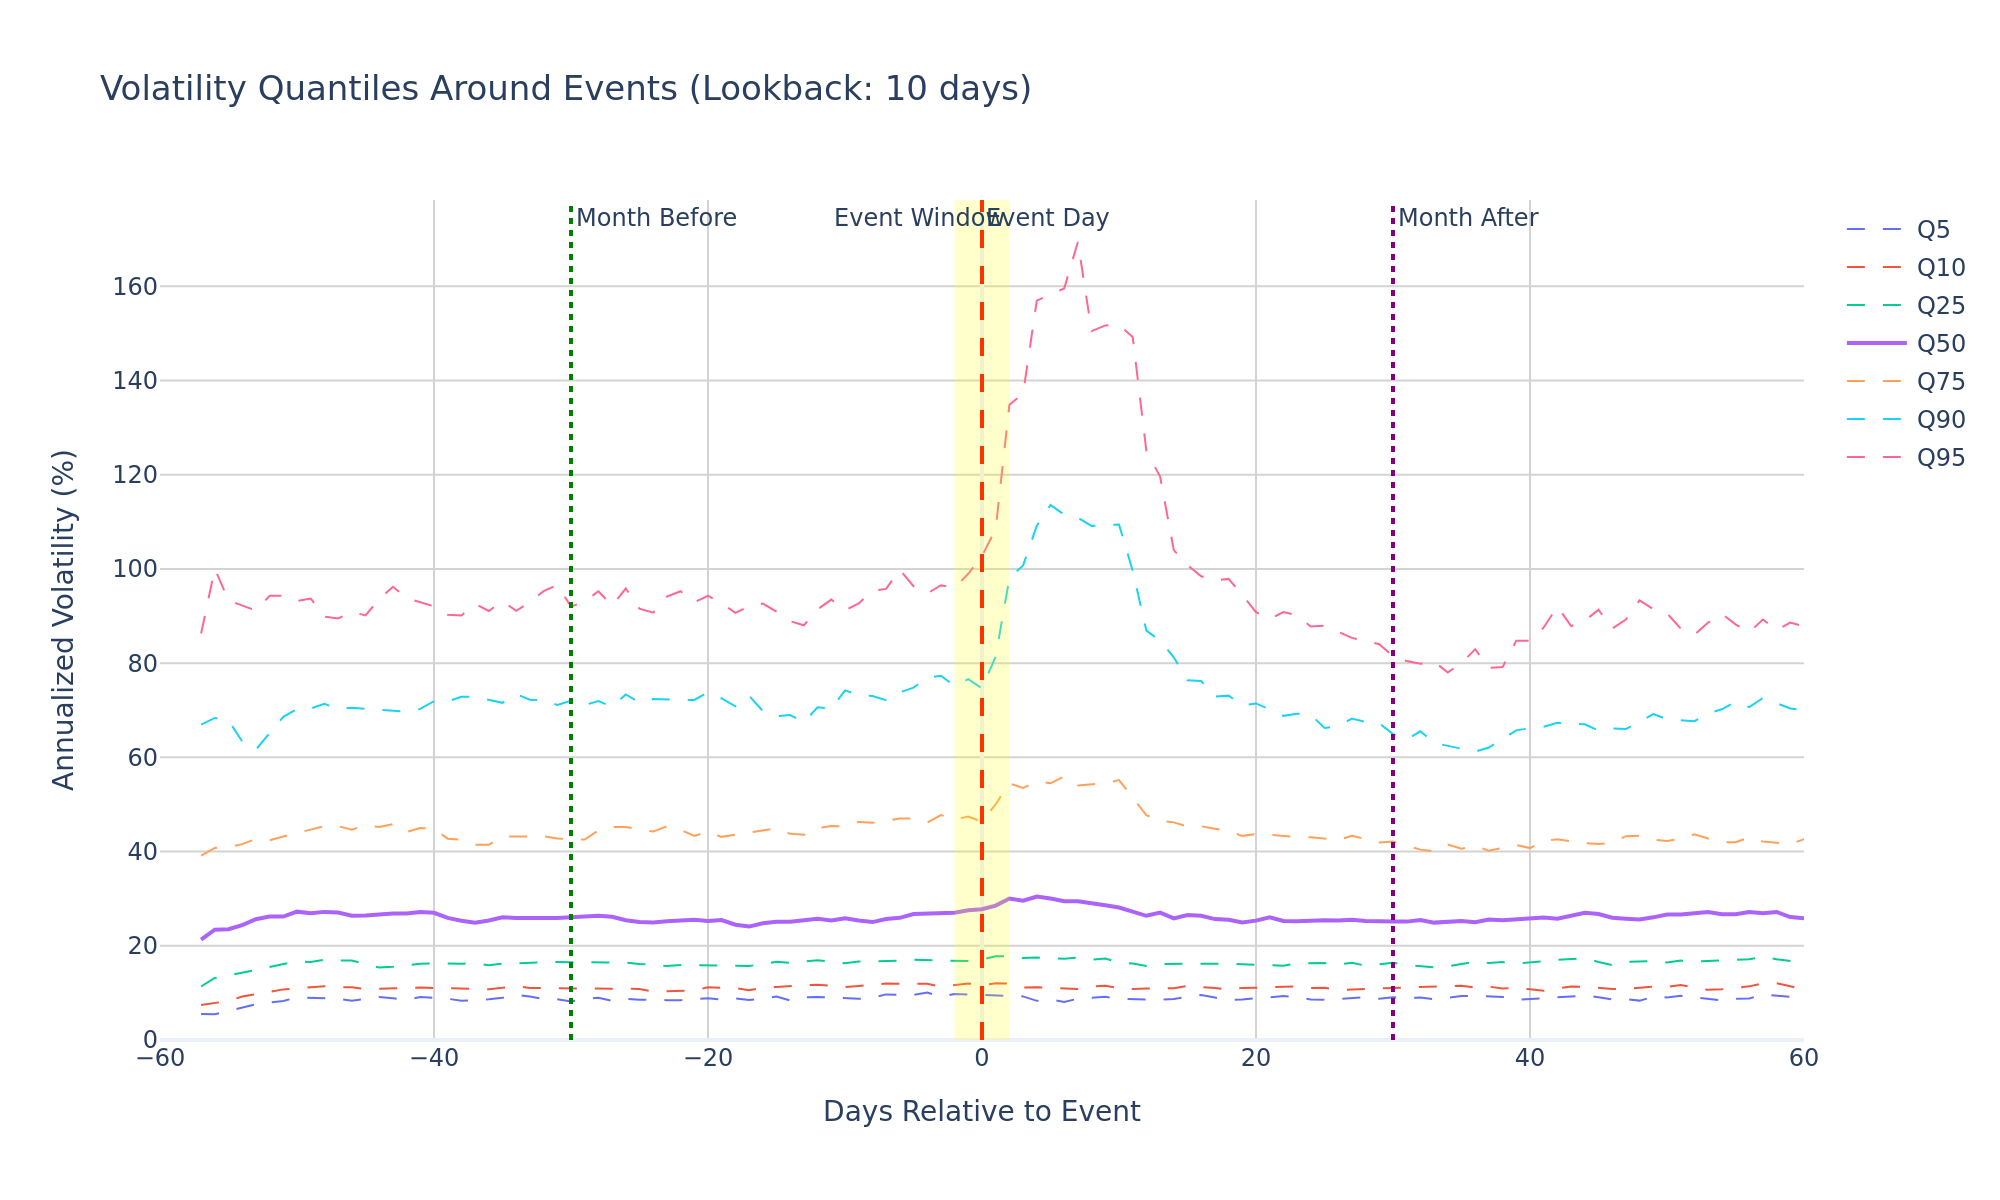 Volatility Quantiles Around Events (Lookback: 10 days)
Month Before
Event Window
Event Day
Month After
Q5
Q10
Q25
Q50
Q75
Q90
Q95
Annualized Volatility (%)
160
140
120
100
80
60
40
20
0
−60
−40
−20
0
20
40
60
Days Relative to Event